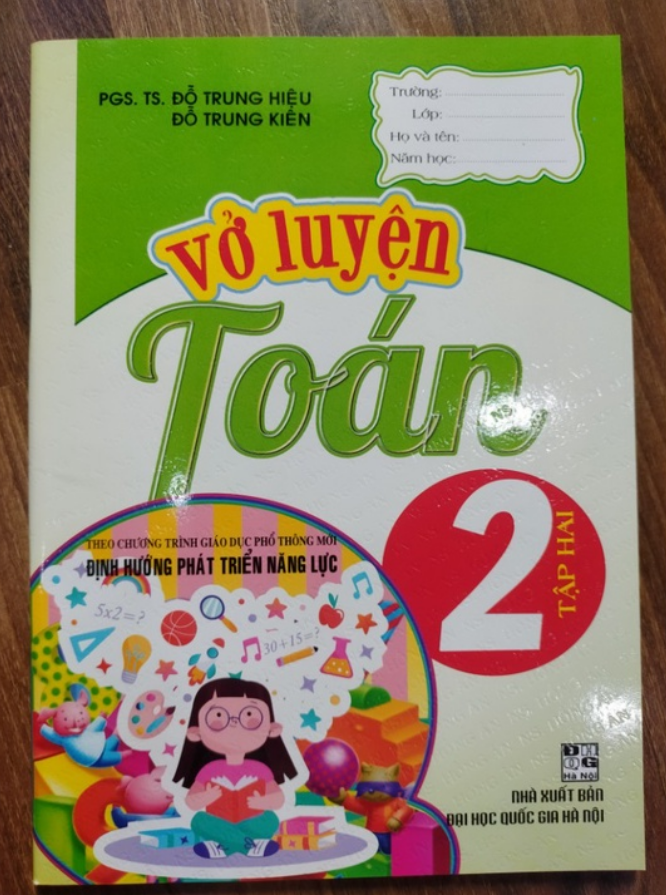 PGS. TS. ĐỖ TRUNG HIỆU
ĐỖ TRUNG KIÊN
Trường:
Lớp:
Họ và tên:
Năm học:
Vở luyện
Toán
2
TẬP HAI
THEO CHƯƠNG TRÌNH GIÁO DỤC PHỔ THÔNG MỚI
ĐỊNH HƯỚNG PHÁT TRIỂN NĂNG LỰC
5x2=?
30+15=?
2
ĐHQG
Hà Nội
NHÀ XUẤT BẢN
ĐẠI HỌC QUỐC GIA HÀ NỘI